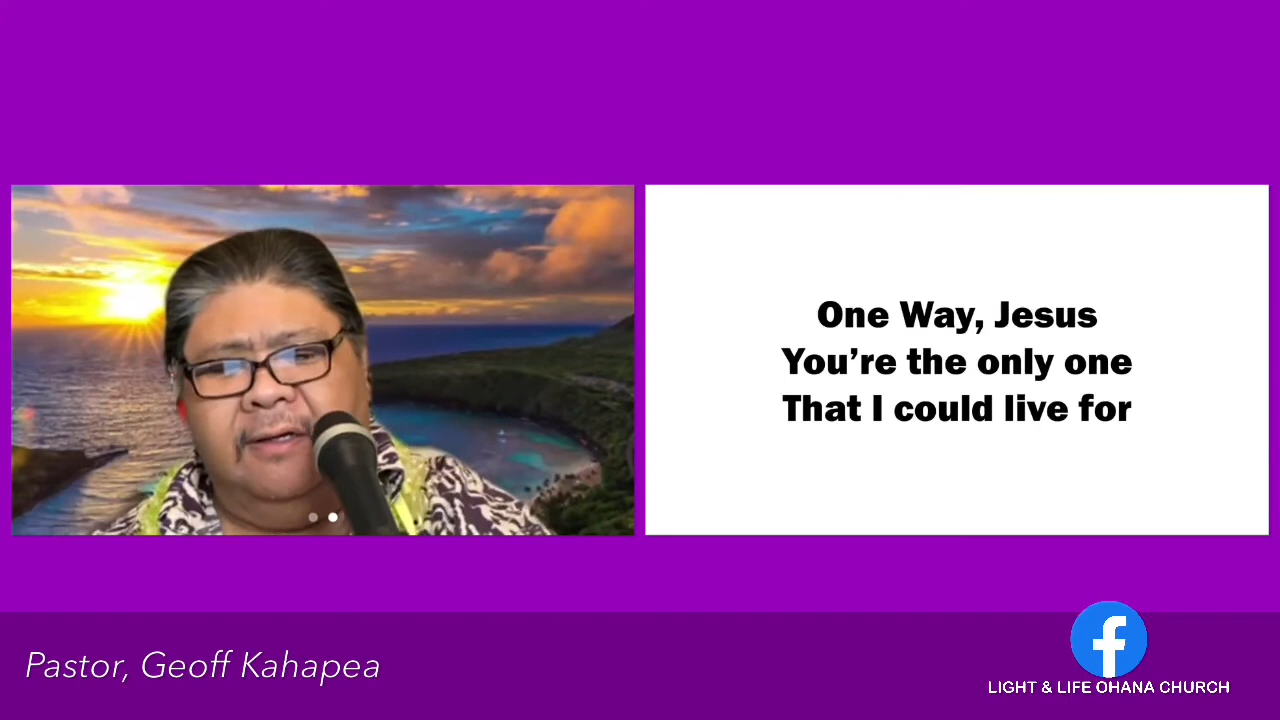 One Way, Jesus
You're the only one
That I could live for
Pastor, Geoff Kahapea
LIGHT & LIFE OHANA CHURCH